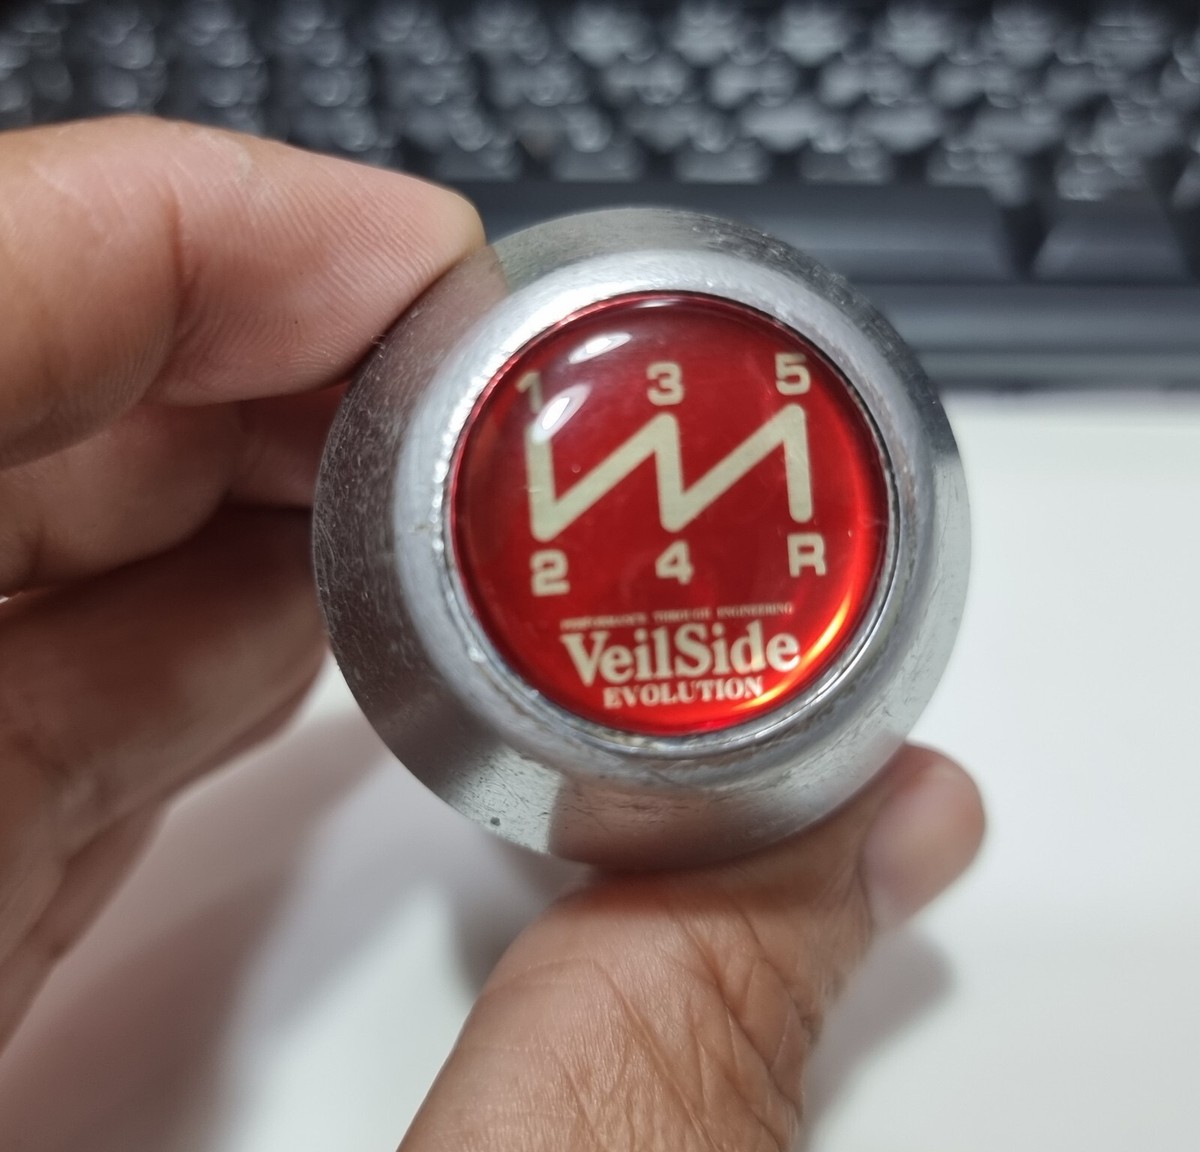 1 3 5
2 4 R
PERFORMANCE THROUGH ENGINEERING
VeilSide
EVOLUTION